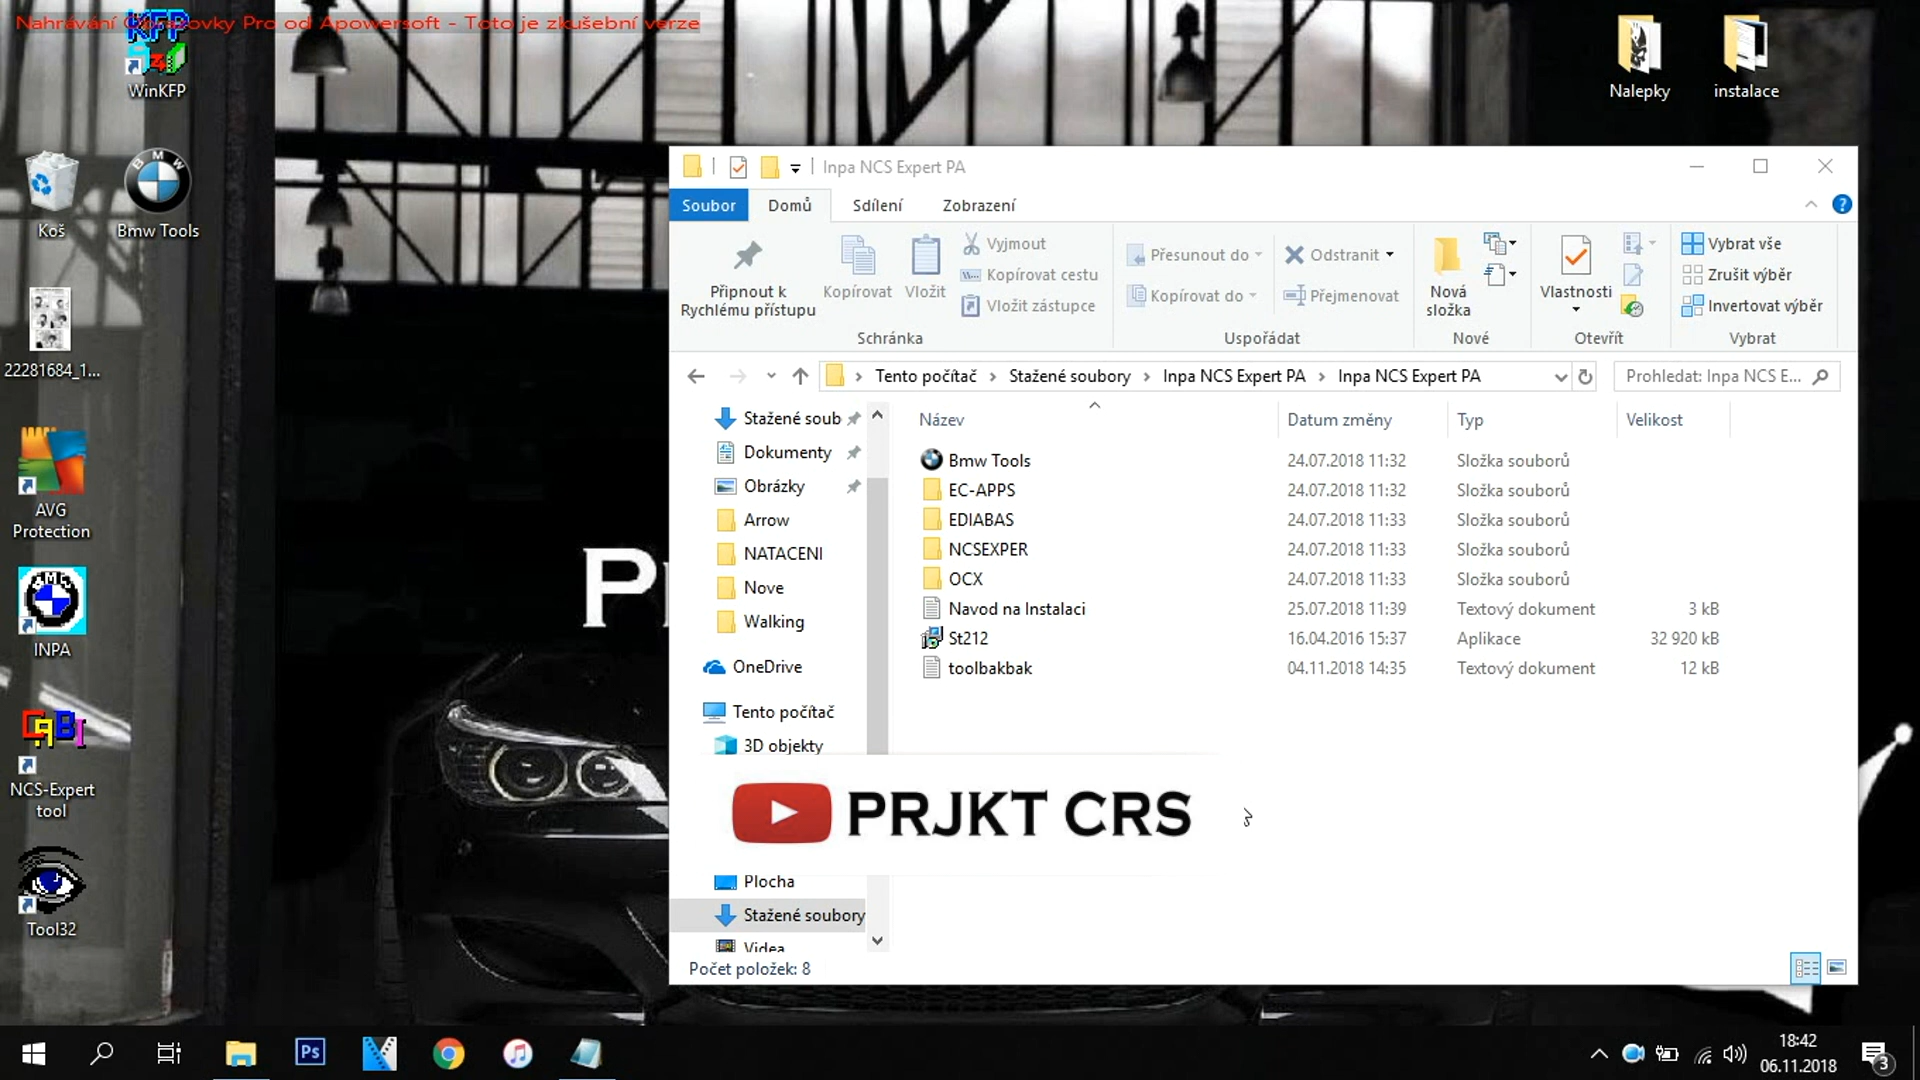 Nahrávání Obrazovky Pro od Apowersoft - Toto je zkušební verze
WinKFP
Nalepky
instalace
Koš
Bmw Tools
22281684_1...
AVG
Protection
INPA
NCS-Expert
tool
Tool32
Inpa NCS Expert PA
Soubor
Domů
Sdílení
Zobrazení
Připnout k
Rychlému přístupu
Kopírovat
Vložit
Vyjmout
Kopírovat cestu
Vložit zástupce
Schránka
Přesunout do
Kopírovat do
Odstranit
Přejmenovat
Uspořádat
Nová
složka
Nové
Vlastnosti
Otevřít
Vybrat vše
Zrušit výběr
Invertovat výběr
Vybrat
Tento počítač > Stažené soubory > Inpa NCS Expert PA > Inpa NCS Expert PA
Prohledat: Inpa NCS E...
Stažené soub
Dokumenty
Obrázky
Arrow
NATACENI
Nove
Walking
OneDrive
Tento počítač
3D objekty
Plocha
Stažené soubory
Videa
Název Datum změny Typ Velikost
Bmw Tools 24.07.2018 11:32 Složka souborů
EC-APPS 24.07.2018 11:32 Složka souborů
EDIABAS 24.07.2018 11:33 Složka souborů
NCSEXPER 24.07.2018 11:33 Složka souborů
OCX 24.07.2018 11:33 Složka souborů
Navod na Instalaci 25.07.2018 11:39 Textový dokument 3 kB
St212 16.04.2016 15:37 Aplikace 32 920 kB
toolbakbak 04.11.2018 14:35 Textový dokument 12 kB
PRJKT CRS
Počet položek: 8
Ps
18:42
06.11.2018
3